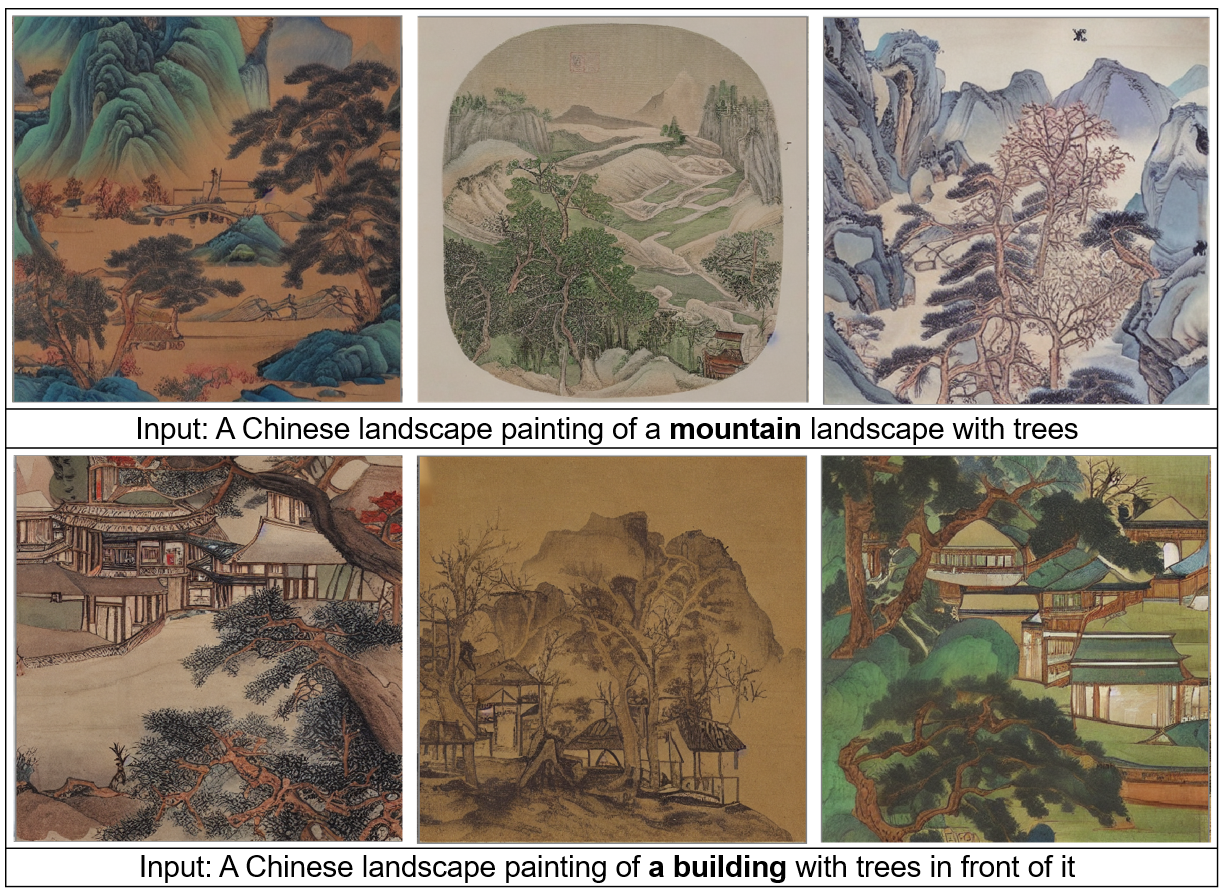 Input: A Chinese landscape painting of a mountain landscape with trees
Input: A Chinese landscape painting of a building with trees in front of it